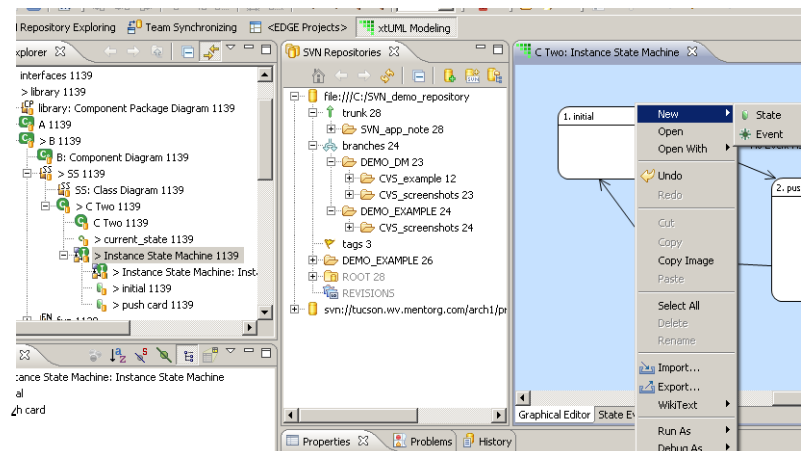 Repository Exploring Team Synchronizing <EDGE Projects> xtUML Modeling
xplorer
interfaces 1139
> library 1139
library: Component Package Diagram 1139
A 1139
> B 1139
B: Component Diagram 1139
> SS 1139
SS: Class Diagram 1139
> C Two 1139
C Two 1139
> current_state 1139
> Instance State Machine 1139
> Instance State Machine: Inst
> initial 1139
> push card 1139
tance State Machine: Instance State Machine
al
h card
SVN Repositories
file:///C:/SVN_demo_repository
trunk 28
SVN_app_note 28
branches 24
DEMO_DM 23
CVS_example 12
CVS_screenshots 23
DEMO_EXAMPLE 24
CVS_screenshots 24
tags 3
DEMO_EXAMPLE 26
ROOT 28
REVISIONS
svn://tucson.wv.mentorg.com/arch1/pr
Properties Problems History
C Two: Instance State Machine
1. initial
2. pus
New
Open
Open With
Undo
Redo
Cut
Copy
Copy Image
Paste
Select All
Delete
Rename
Import...
Export...
WikiText
Run As
Debug As
State
Event
Graphical Editor State Ev